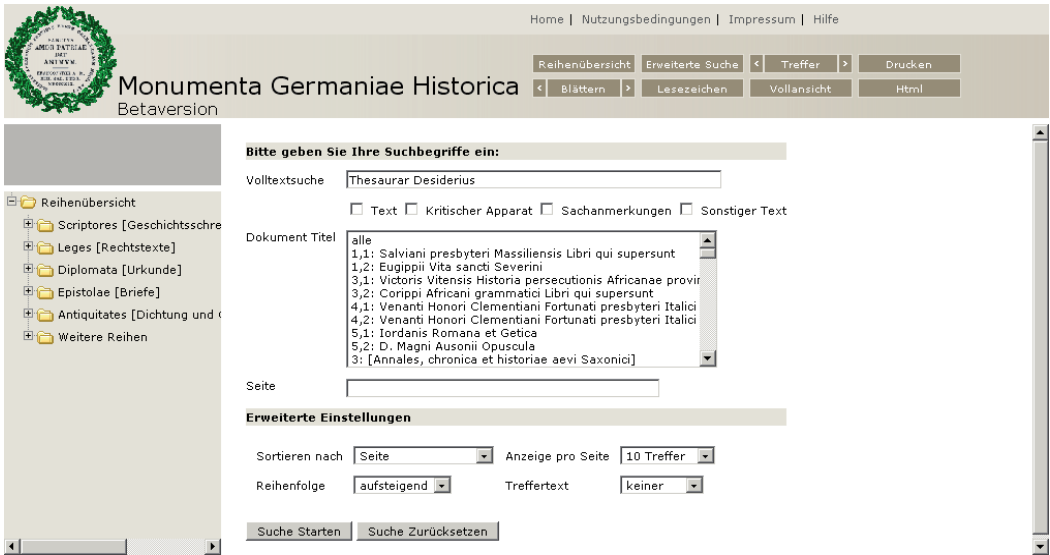 Home | Nutzungsbedingungen | Impressum | Hilfe
AMOR PATRIAE
DAT
ANIMVM
Monumenta Germaniae Historica
Betaversion
Reihenübersicht Erweiterte Suche < Treffer > Drucken
< Blättern > Lesezeichen Vollansicht Html
Reihenübersicht
Scriptores [Geschichtsschre
Leges [Rechtstexte]
Diplomata [Urkunde]
Epistolae [Briefe]
Antiquitates [Dichtung und
Weitere Reihen
Bitte geben Sie Ihre Suchbegriffe ein:
Volltextsuche Thesaurar Desiderius
Text Kritischer Apparat Sachanmerkungen Sonstiger Text
Dokument Titel
alle
1,1: Salviani presbyteri Massiliensis Libri qui supersunt
1,2: Eugippii Vita sancti Severini
3,1: Victoris Vitensis Historia persecutionis Africanae provin
3,2: Corippi Africani grammatici Libri qui supersunt
4,1: Venanti Honori Clementiani Fortunati presbyteri Italici
4,2: Venanti Honori Clementiani Fortunati presbyteri Italici
5,1: Iordanis Romana et Getica
5,2: D. Magni Ausonii Opuscula
3: [Annales, chronica et historiae aevi Saxonici]
Seite
Erweiterte Einstellungen
Sortieren nach Seite Anzeige pro Seite 10 Treffer
Reihenfolge aufsteigend Treffertext keiner
Suche Starten Suche Zurücksetzen